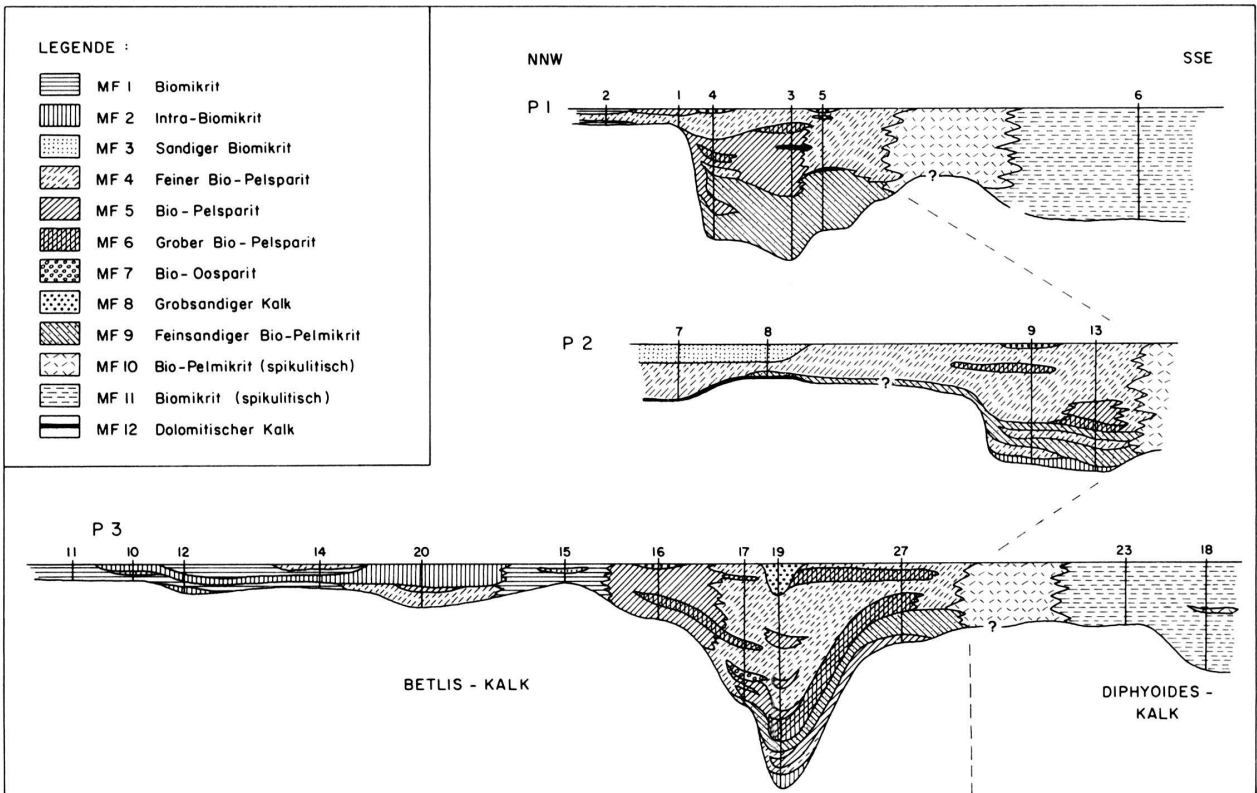 LEGENDE :
MF 1 Biomikrit
MF 2 Intra-Biomikrit
MF 3 Sandiger Biomikrit
MF 4 Feiner Bio-Pelsparit
MF 5 Bio-Pelsparit
MF 6 Grober Bio-Pelsparit
MF 7 Bio-Oosparit
MF 8 Grobsandiger Kalk
MF 9 Feinsandiger Bio-Pelmikrit
MF 10 Bio-Pelmikrit (spikulitisch)
MF 11 Biomikrit (spikulitisch)
MF 12 Dolomitischer Kalk
NNW SSE
P 1
2 1 4 3 5 6
?
P 2
7 8 9 13
?
P 3
11 10 12 14 20 15 16 17 19 27 23 18
?
BETLIS - KALK
DIPHYOIDES -
KALK